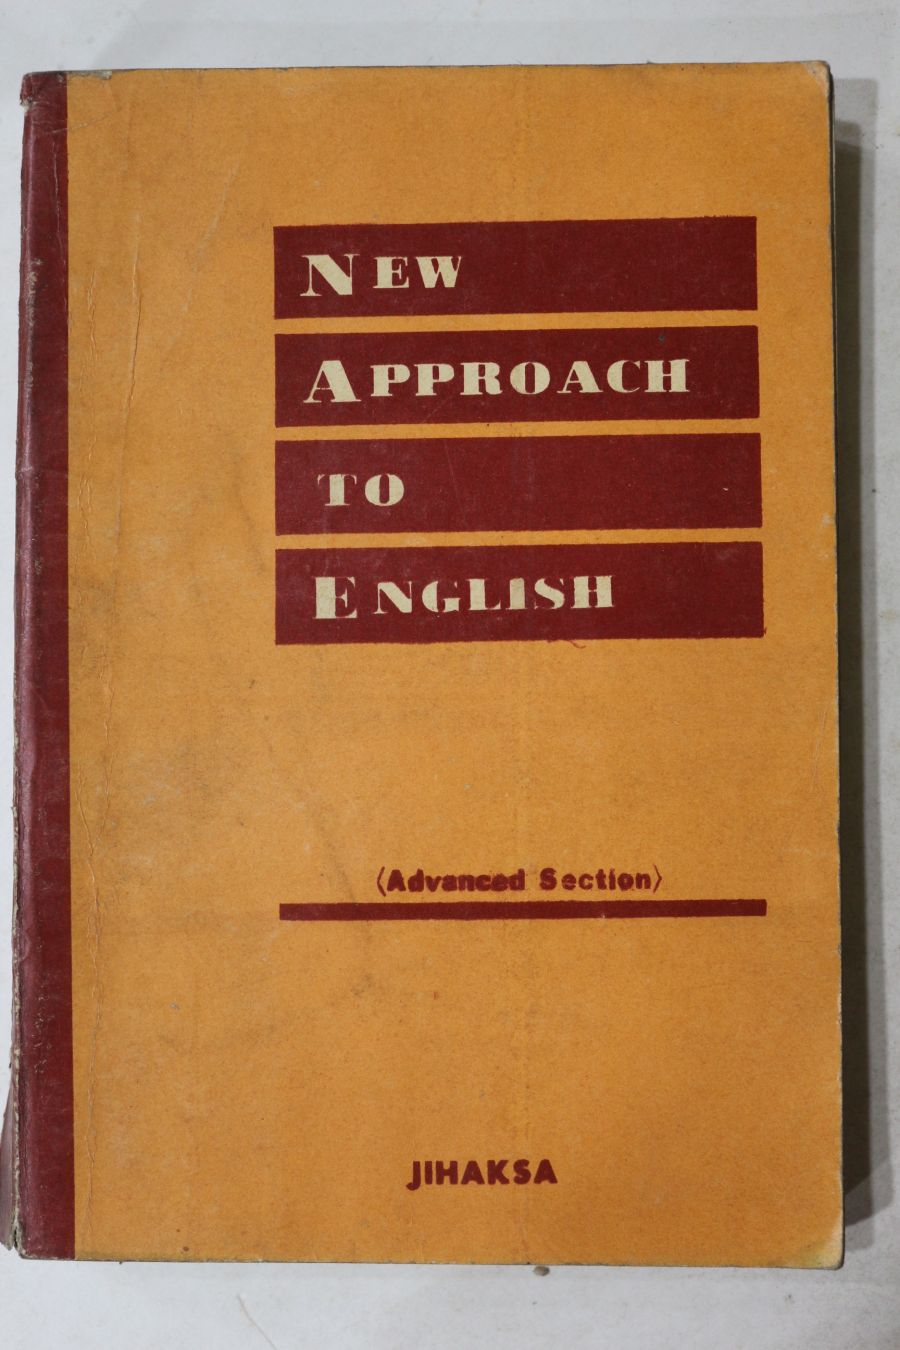 NEW
APPROACH
TO
ENGLISH
〈Advanced Section〉
JIHAKSA